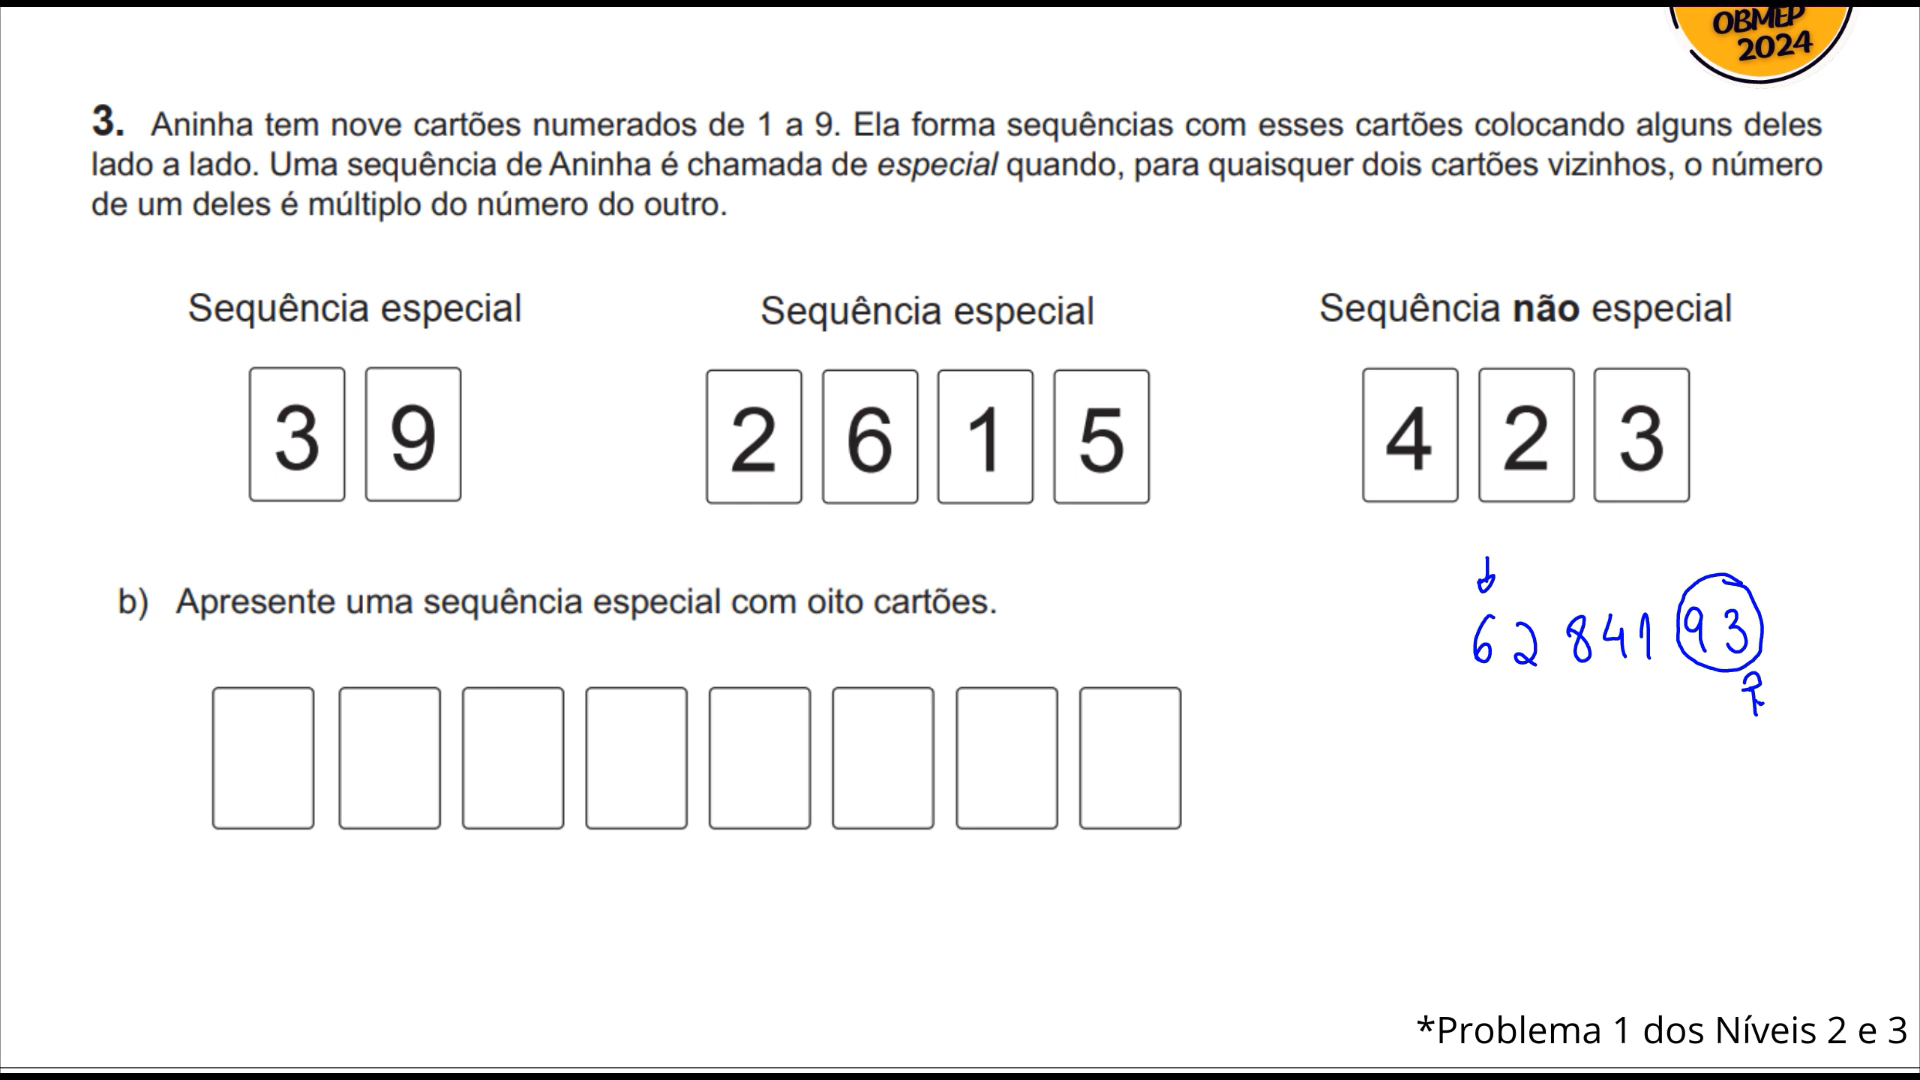 OBMEP
2024
3. Aninha tem nove cartões numerados de 1 a 9. Ela forma sequências com esses cartões colocando alguns deles
lado a lado. Uma sequência de Aninha é chamada de especial quando, para quaisquer dois cartões vizinhos, o número
de um deles é múltiplo do número do outro.
Sequência especial
Sequência especial
Sequência não especial
3 9
2 6 1 5
4 2 3
b) Apresente uma sequência especial com oito cartões.
6 2 8 4 1 9 3
*Problema 1 dos Níveis 2 e 3